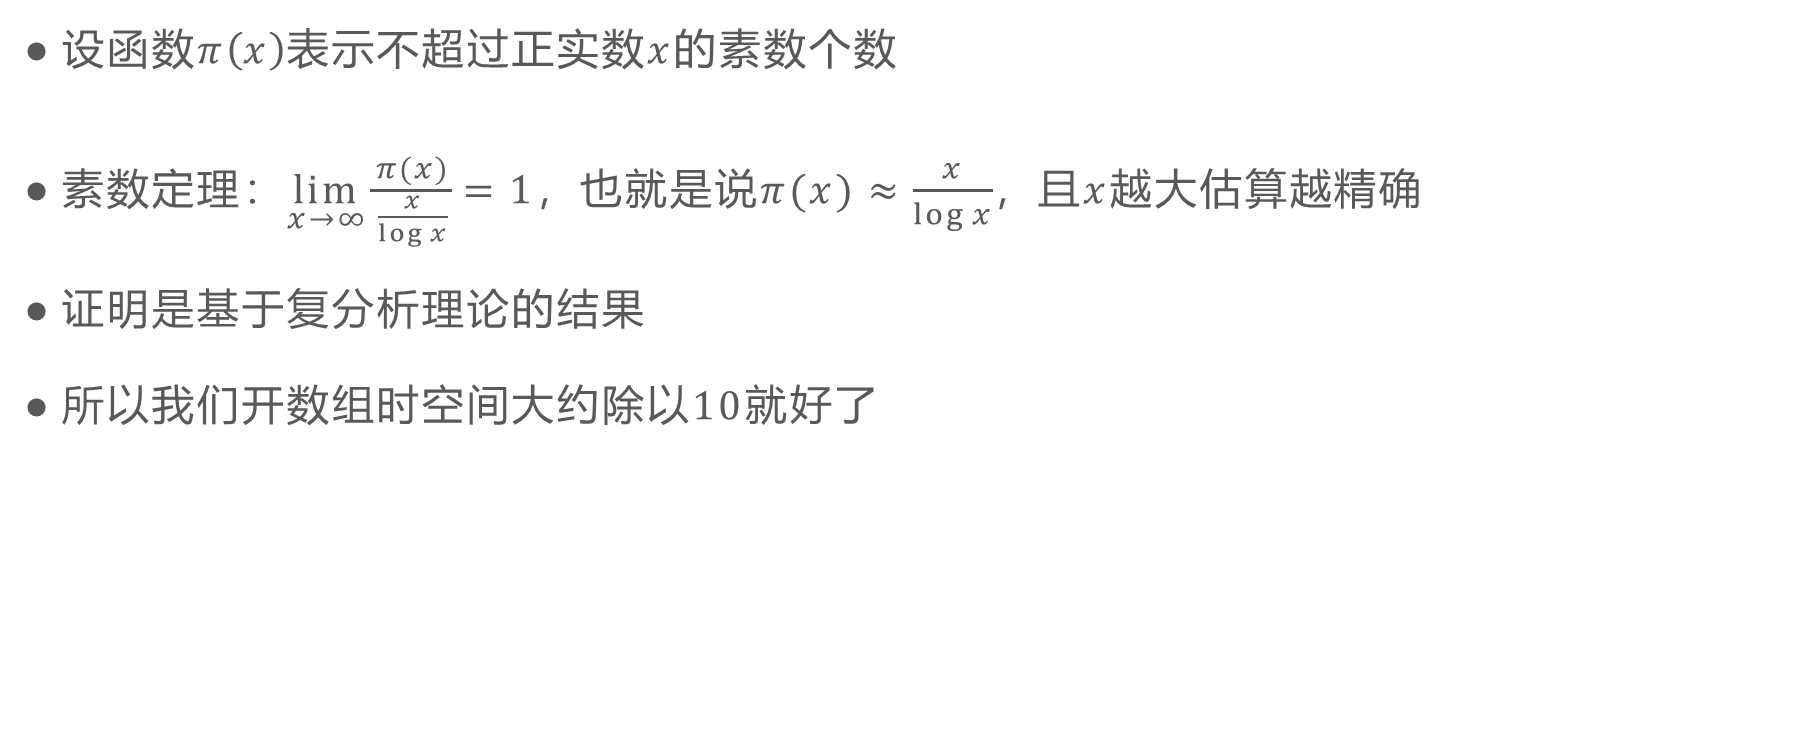 ● 设函数π(x)表示不超过正实数x的素数个数
● 素数定理：lim_{x→∞} \frac{π(x)}{\frac{x}{log x}} = 1，也就是说π(x) ≈ \frac{x}{log x}，且x越大估算越精确
● 证明是基于复分析理论的结果
● 所以我们开数组时空间大约除以10就好了